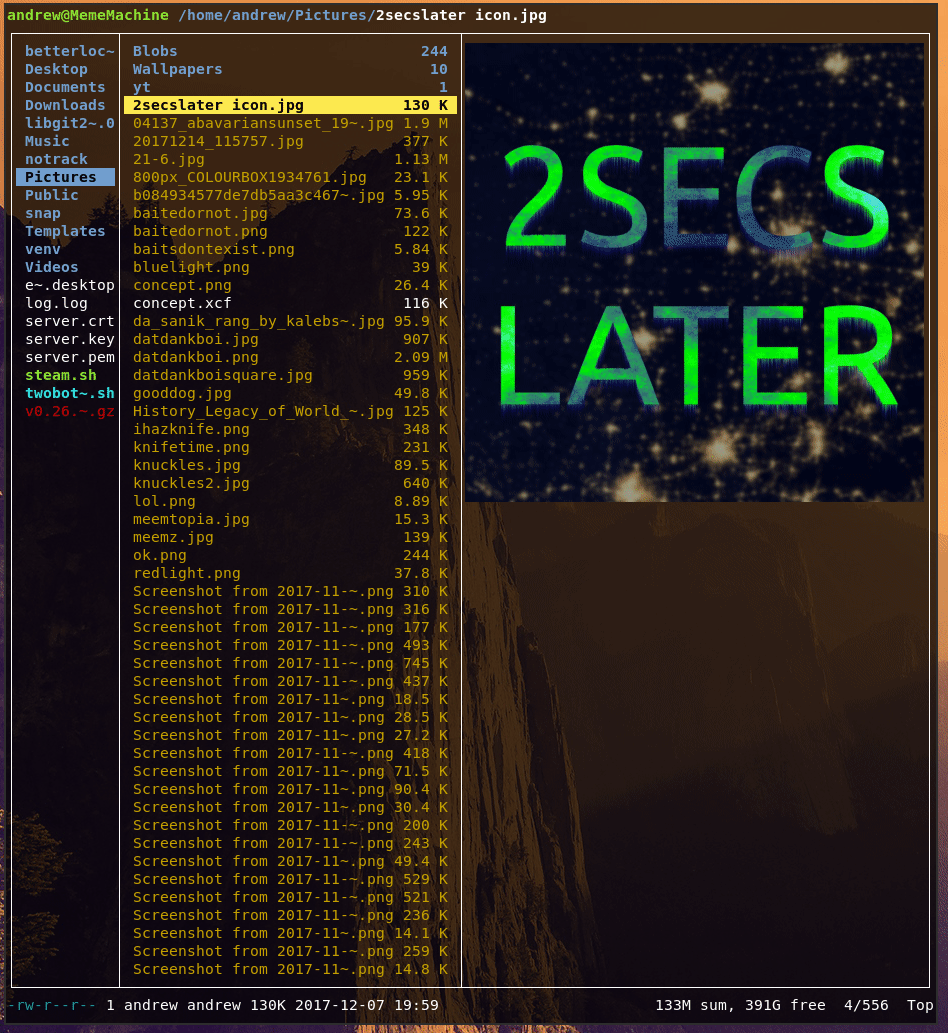 andrew@MemeMachine /home/andrew/Pictures/2secslater icon.jpg
betterloc~
Desktop
Documents
Downloads
libgit2~.0
Music
notrack
Pictures
Public
snap
Templates
venv
Videos
e~.desktop
log.log
server.crt
server.key
server.pem
steam.sh
twobot~.sh
v0.26.~.gz
Blobs 244
Wallpapers 10
yt 1
2secslater icon.jpg 130 K
04137_abavariansunset_19~.jpg 1.9 M
20171214_115757.jpg 377 K
21-6.jpg 1.13 M
800px_COLOURBOX1934761.jpg 23.1 K
b084934577de7db5aa3c467~.jpg 5.95 K
baitedornot.jpg 73.6 K
baitedornot.png 122 K
baitsdontexist.png 5.84 K
bluelight.png 39 K
concept.png 26.4 K
concept.xcf 116 K
da_sanik_rang_by_kalebs~.jpg 95.9 K
datdankboi.jpg 907 K
datdankboi.png 2.09 M
datdankboisquare.jpg 959 K
gooddog.jpg 49.8 K
History_Legacy_of_World_~.jpg 125 K
ihazknife.png 348 K
knifetime.png 231 K
knuckles.jpg 89.5 K
knuckles2.jpg 640 K
lol.png 8.89 K
meemtopia.jpg 15.3 K
meemz.jpg 139 K
ok.png 244 K
redlight.png 37.8 K
Screenshot from 2017-11-~.png 310 K
Screenshot from 2017-11-~.png 316 K
Screenshot from 2017-11-~.png 177 K
Screenshot from 2017-11-~.png 493 K
Screenshot from 2017-11-~.png 745 K
Screenshot from 2017-11-~.png 437 K
Screenshot from 2017-11~.png 18.5 K
Screenshot from 2017-11~.png 28.5 K
Screenshot from 2017-11~.png 27.2 K
Screenshot from 2017-11-~.png 418 K
Screenshot from 2017-11~.png 71.5 K
Screenshot from 2017-11~.png 90.4 K
Screenshot from 2017-11~.png 30.4 K
Screenshot from 2017-11-~.png 200 K
Screenshot from 2017-11-~.png 243 K
Screenshot from 2017-11~.png 49.4 K
Screenshot from 2017-11-~.png 529 K
Screenshot from 2017-11-~.png 521 K
Screenshot from 2017-11-~.png 236 K
Screenshot from 2017-11~.png 14.1 K
Screenshot from 2017-11-~.png 259 K
Screenshot from 2017-11~.png 14.8 K
2SECS
LATER
-rw-r--r-- 1 andrew andrew 130K 2017-12-07 19:59 133M sum, 391G free 4/556 Top